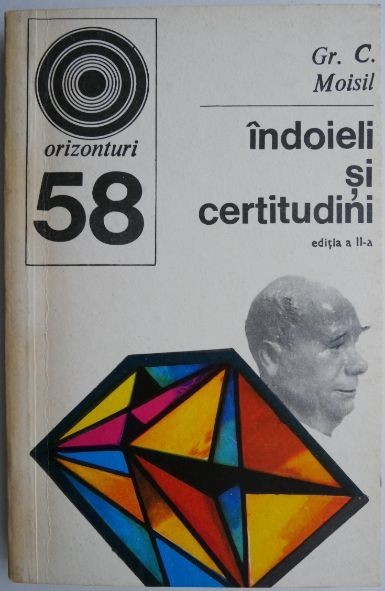 orizonturi
58
Gr. C.
Moisil
îndoieli
și
certitudini
ediția a II-a